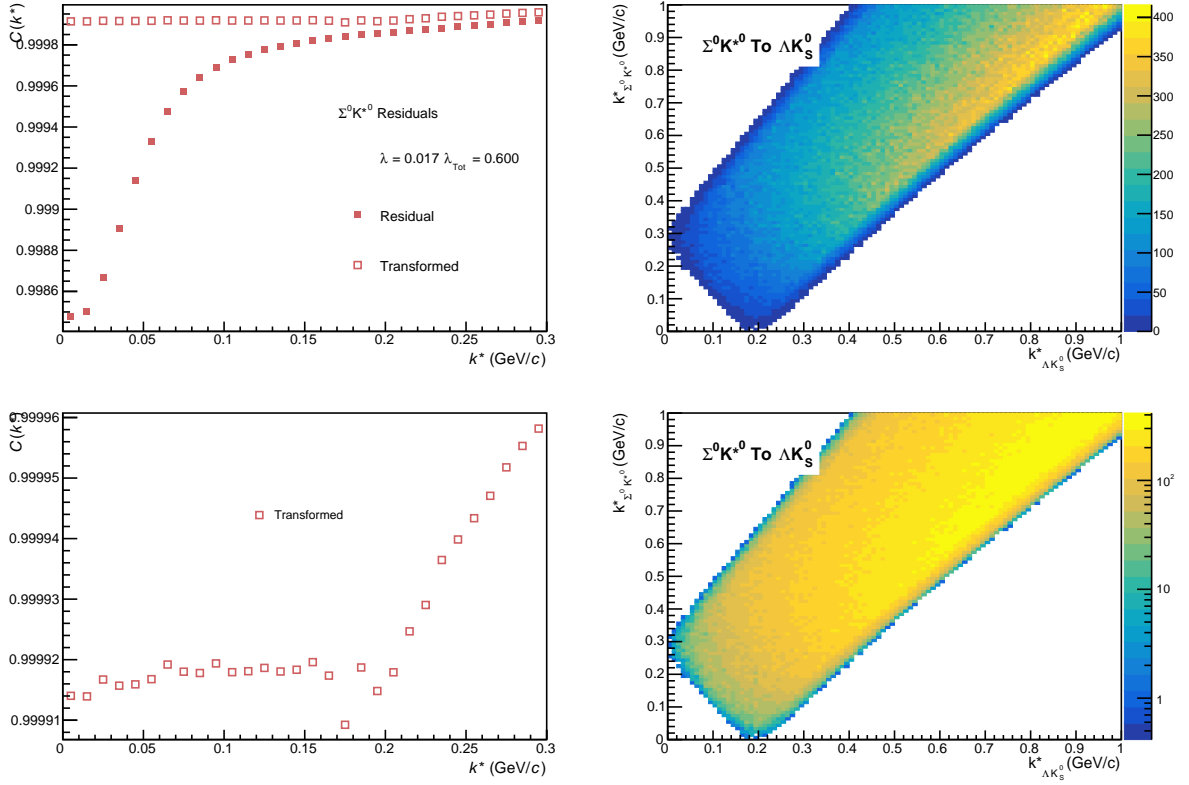 C(k*)
0.9998
0.9996
0.9994
0.9992
0.999
0.9988
0.9986
Σ⁰K*⁰ Residuals
λ = 0.017 λ_Tot = 0.600
Residual
Transformed
0 0.05 0.1 0.15 0.2 0.25 0.3
k* (GeV/c)
k*_Σ⁰K*⁰ (GeV/c)
Σ⁰K*⁰ To ΛK_S⁰
1
0.9
0.8
0.7
0.6
0.5
0.4
0.3
0.2
0.1
0
0 0.1 0.2 0.3 0.4 0.5 0.6 0.7 0.8 0.9 1
k*_ΛK_S⁰ (GeV/c)
400
350
300
250
200
150
100
50
0
C(k*)
0.99996
0.99995
0.99994
0.99993
0.99992
0.99991
Transformed
0 0.05 0.1 0.15 0.2 0.25 0.3
k* (GeV/c)
k*_Σ⁰K*⁰ (GeV/c)
Σ⁰K*⁰ To ΛK_S⁰
1
0.9
0.8
0.7
0.6
0.5
0.4
0.3
0.2
0.1
0
0 0.1 0.2 0.3 0.4 0.5 0.6 0.7 0.8 0.9 1
k*_ΛK_S⁰ (GeV/c)
10²
10
1